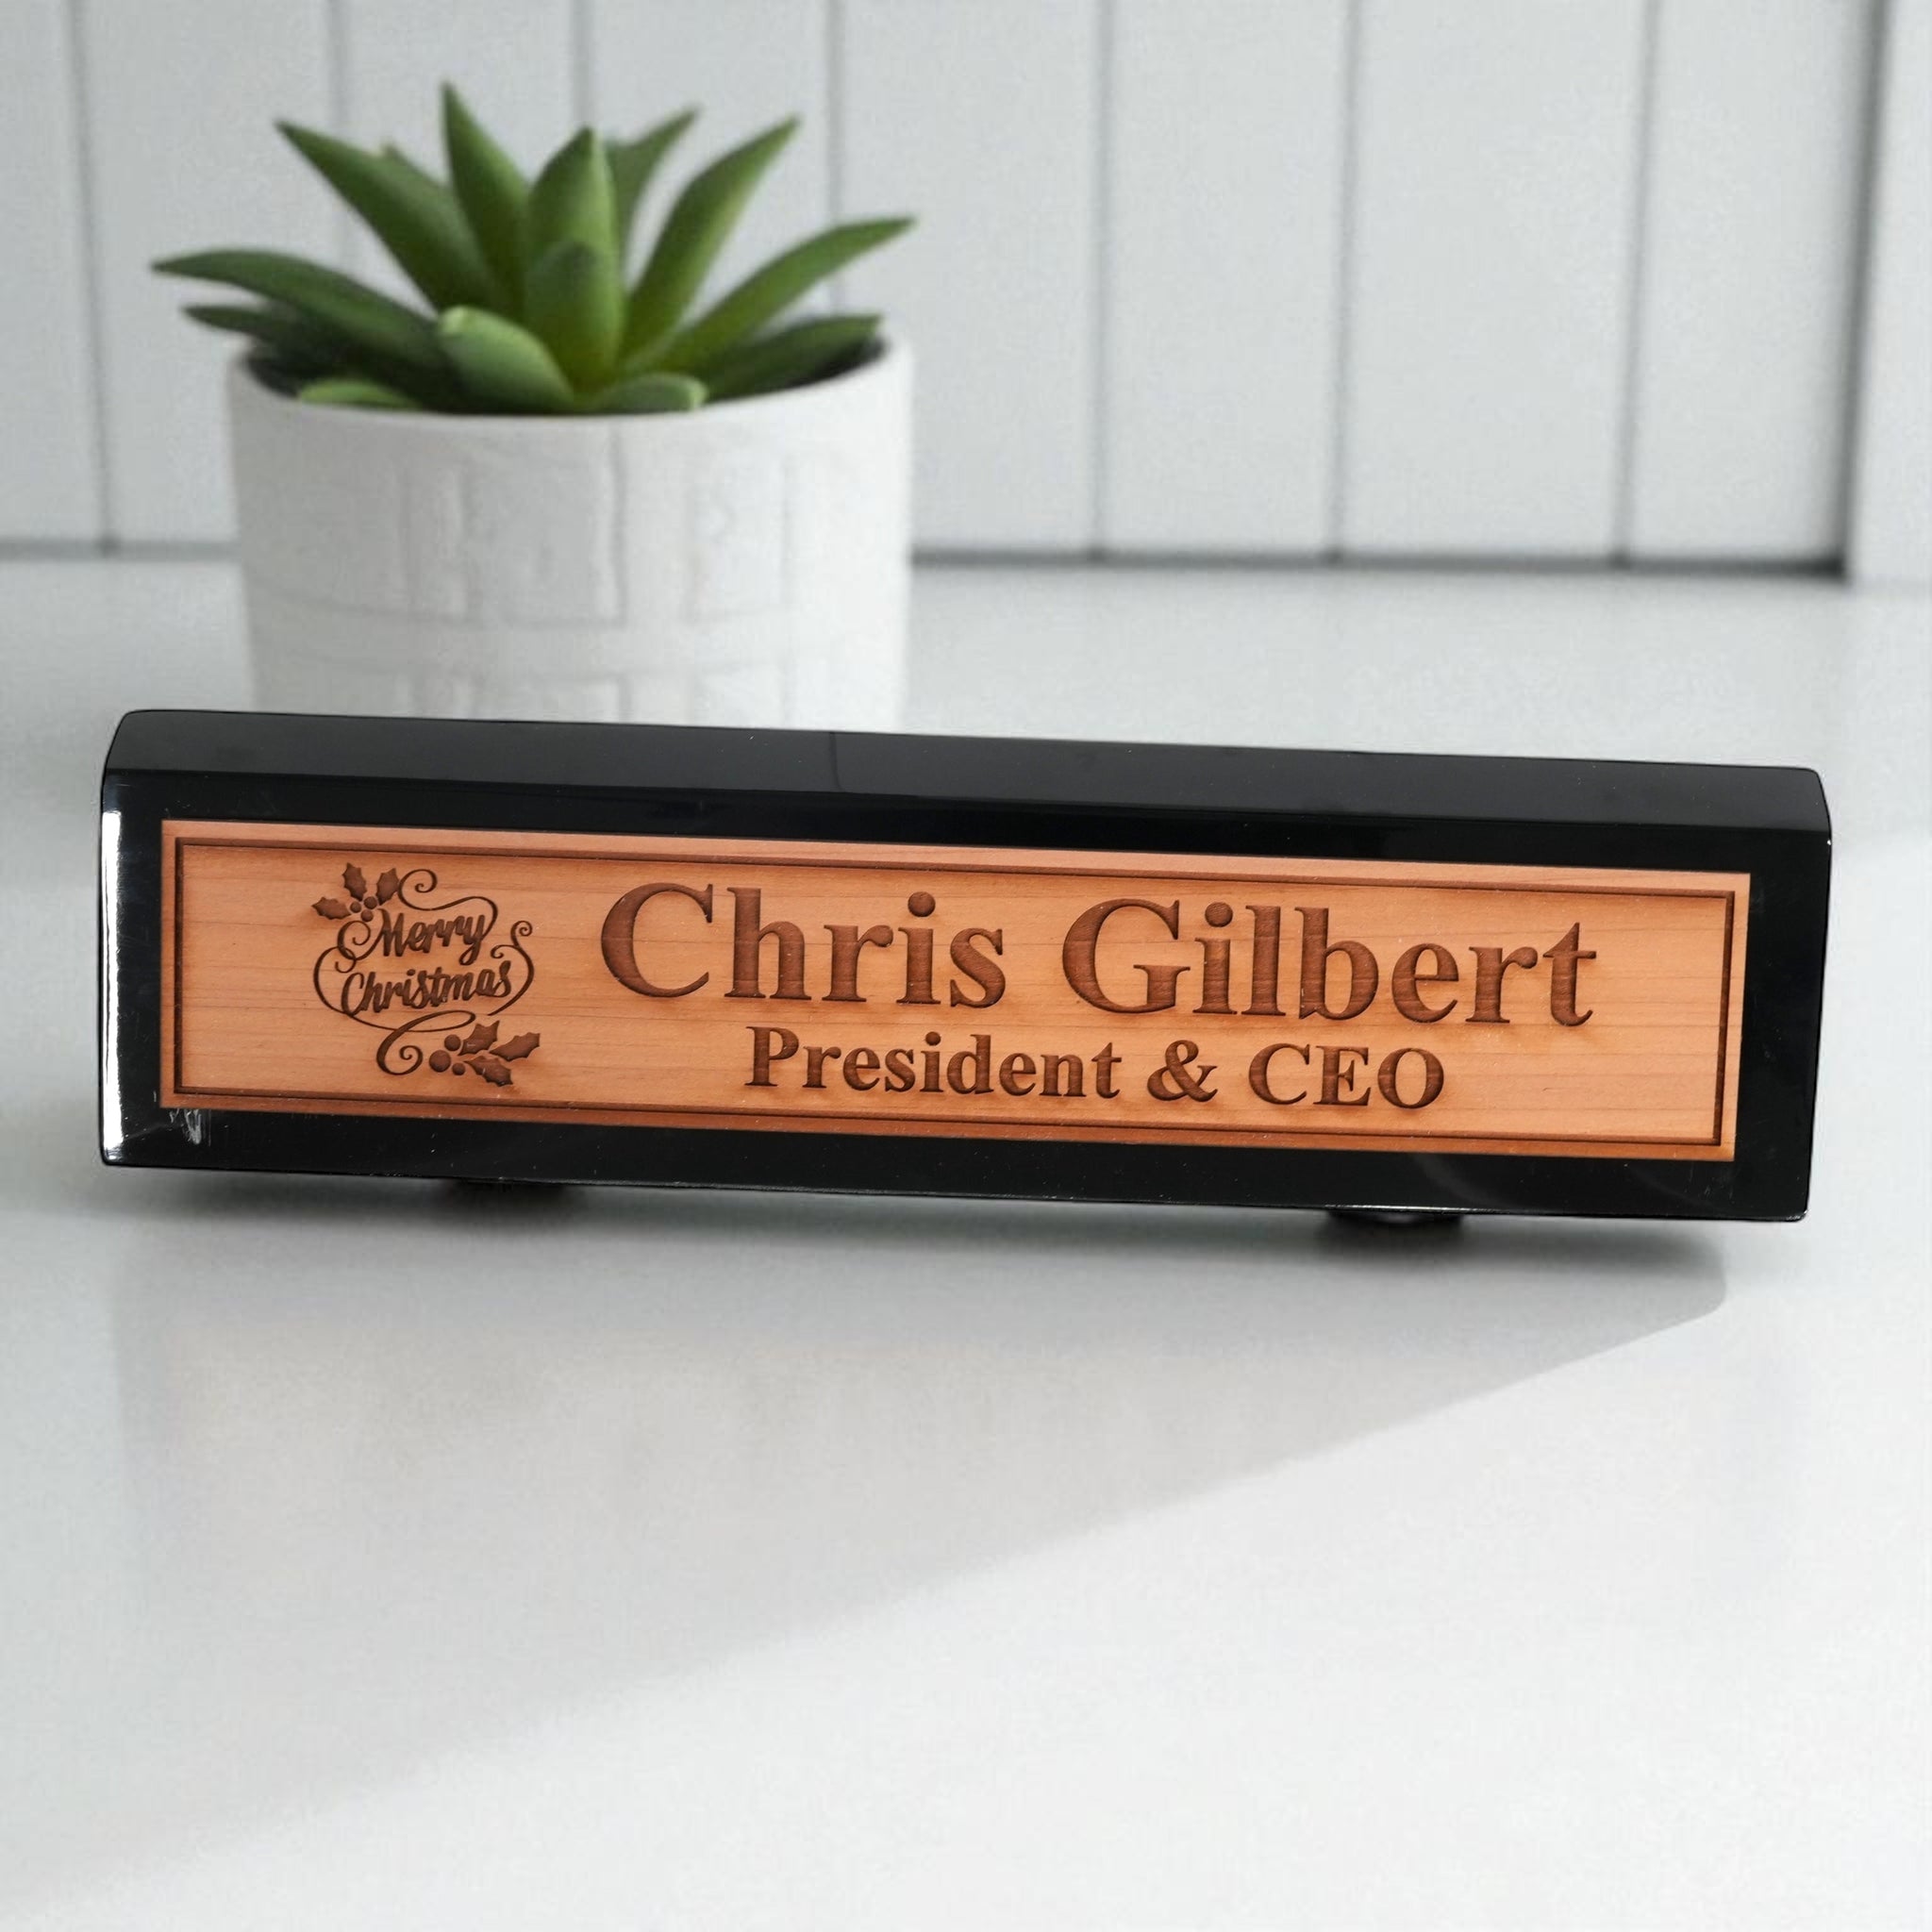 Merry
Christmas
Chris Gilbert
President & CEO